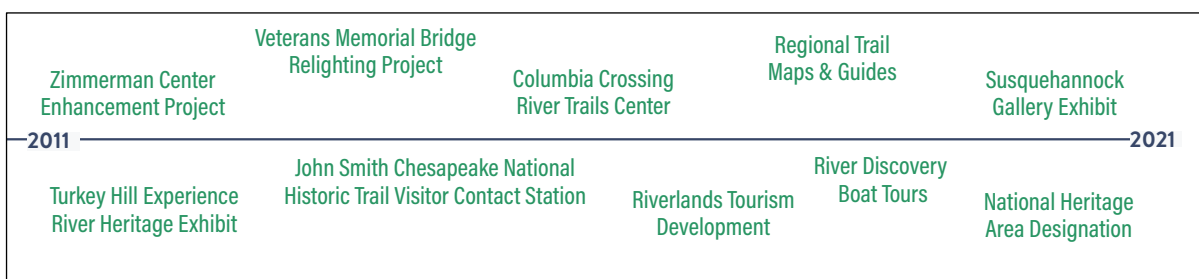 Veterans Memorial Bridge
Relighting Project
Regional Trail
Maps & Guides
Zimmerman Center
Enhancement Project
Columbia Crossing
River Trails Center
Susquehannock
Gallery Exhibit
2011
2021
John Smith Chesapeake National
Historic Trail Visitor Contact Station
River Discovery
Boat Tours
Turkey Hill Experience
River Heritage Exhibit
Riverlands Tourism
Development
National Heritage
Area Designation